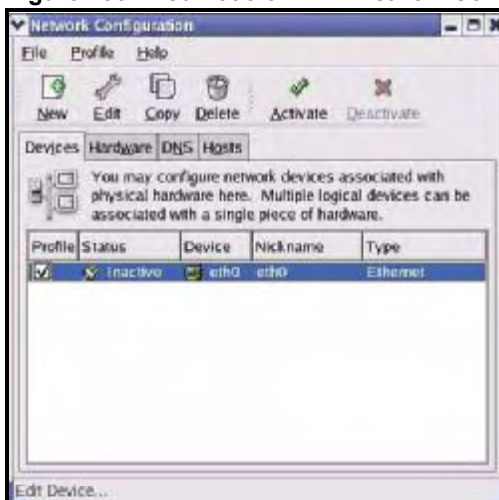 Network Configuration
File Profile Help
New Edit Copy Delete Activate Deactivate
Devices Hardware DNS Hosts
You may configure network devices associated with
physical hardware here. Multiple logical devices can be
associated with a single piece of hardware.
Profile Status Device Nickname Type
Inactive eth0 eth0 Ethernet
Edit Device...